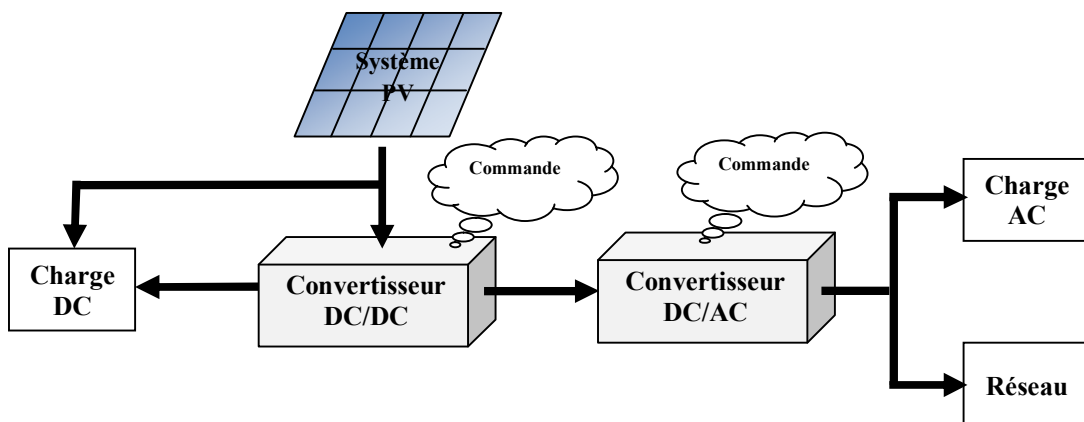 Système
PV
Commande
Commande
Charge
AC
Charge
DC
Convertisseur
DC/DC
Convertisseur
DC/AC
Réseau